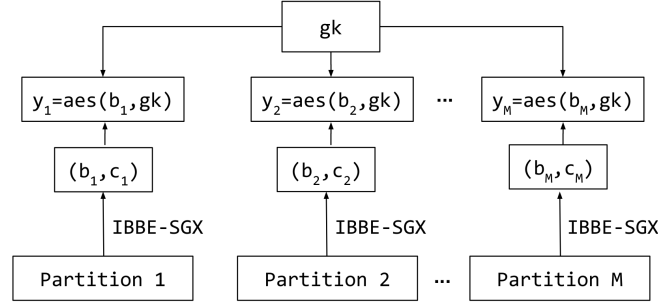 gk
y₁=aes(b₁,gk) y₂=aes(b₂,gk) ... y_M=aes(b_M,gk)
(b₁,c₁) (b₂,c₂) (b_M,c_M)
IBBE-SGX IBBE-SGX IBBE-SGX
Partition 1 Partition 2 ... Partition M